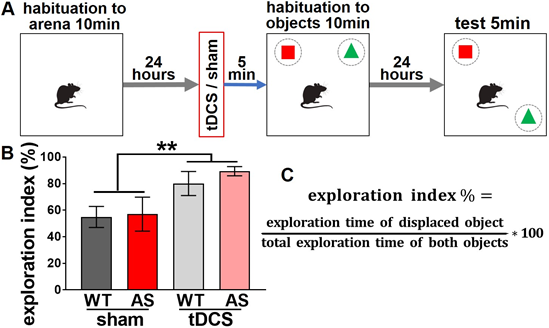 A
habituation to
arena 10min
24
hours
tDCS / sham
5
min
habituation to
objects 10min
24
hours
test 5min
B
exploration index (%)
100
80
60
40
20
0
**
WT AS WT AS
sham tDCS
C
exploration index % =
exploration time of displaced object
total exploration time of both objects
* 100